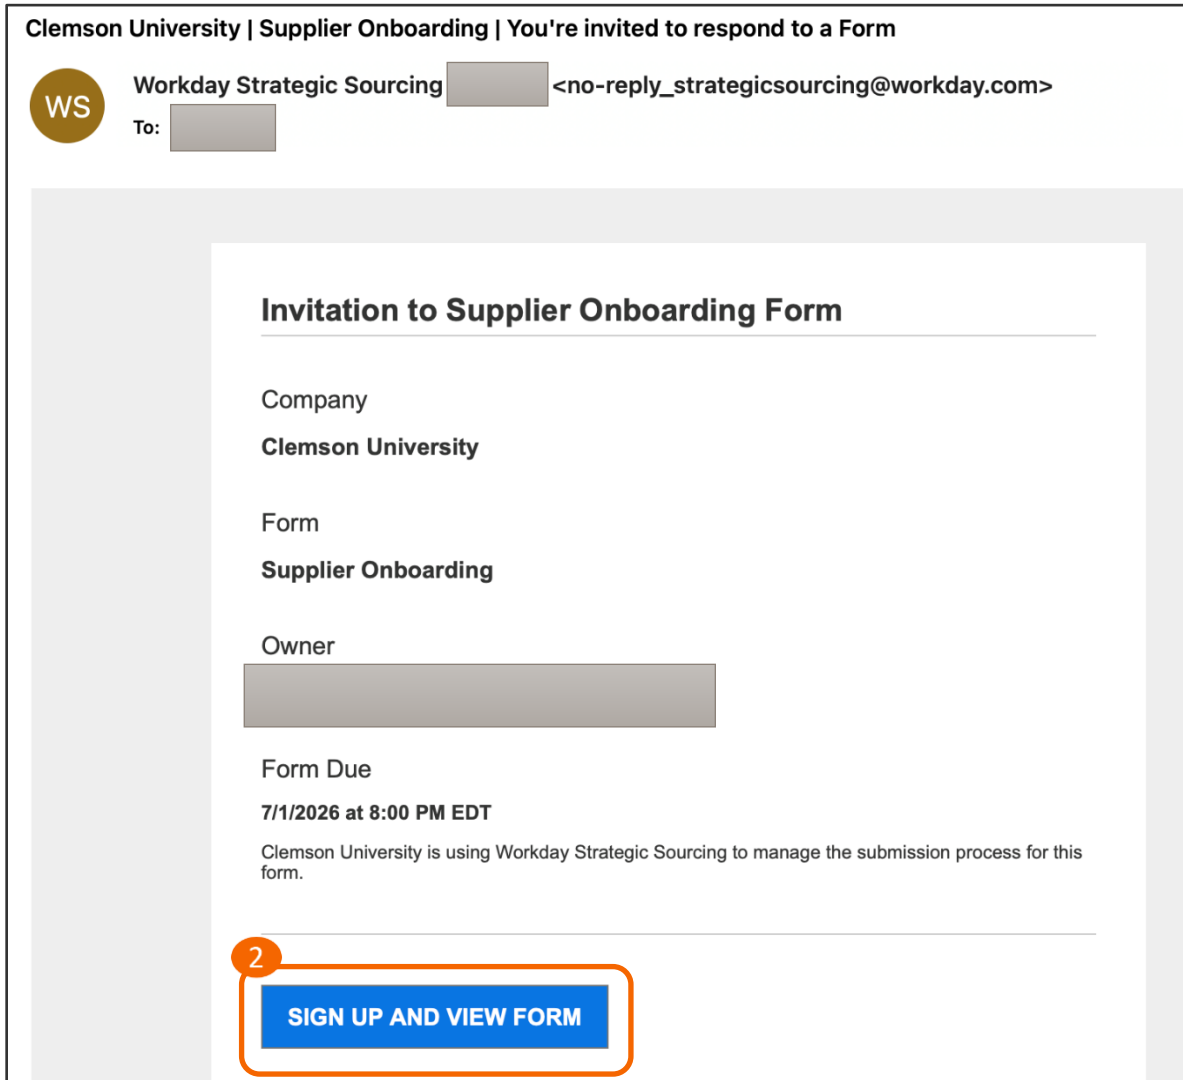 Clemson University | Supplier Onboarding | You're invited to respond to a Form
WS
Workday Strategic Sourcing <no-reply_strategicsourcing@workday.com>
To:
Invitation to Supplier Onboarding Form
Company
Clemson University
Form
Supplier Onboarding
Owner
Form Due
7/1/2026 at 8:00 PM EDT
Clemson University is using Workday Strategic Sourcing to manage the submission process for this
form.
2
SIGN UP AND VIEW FORM